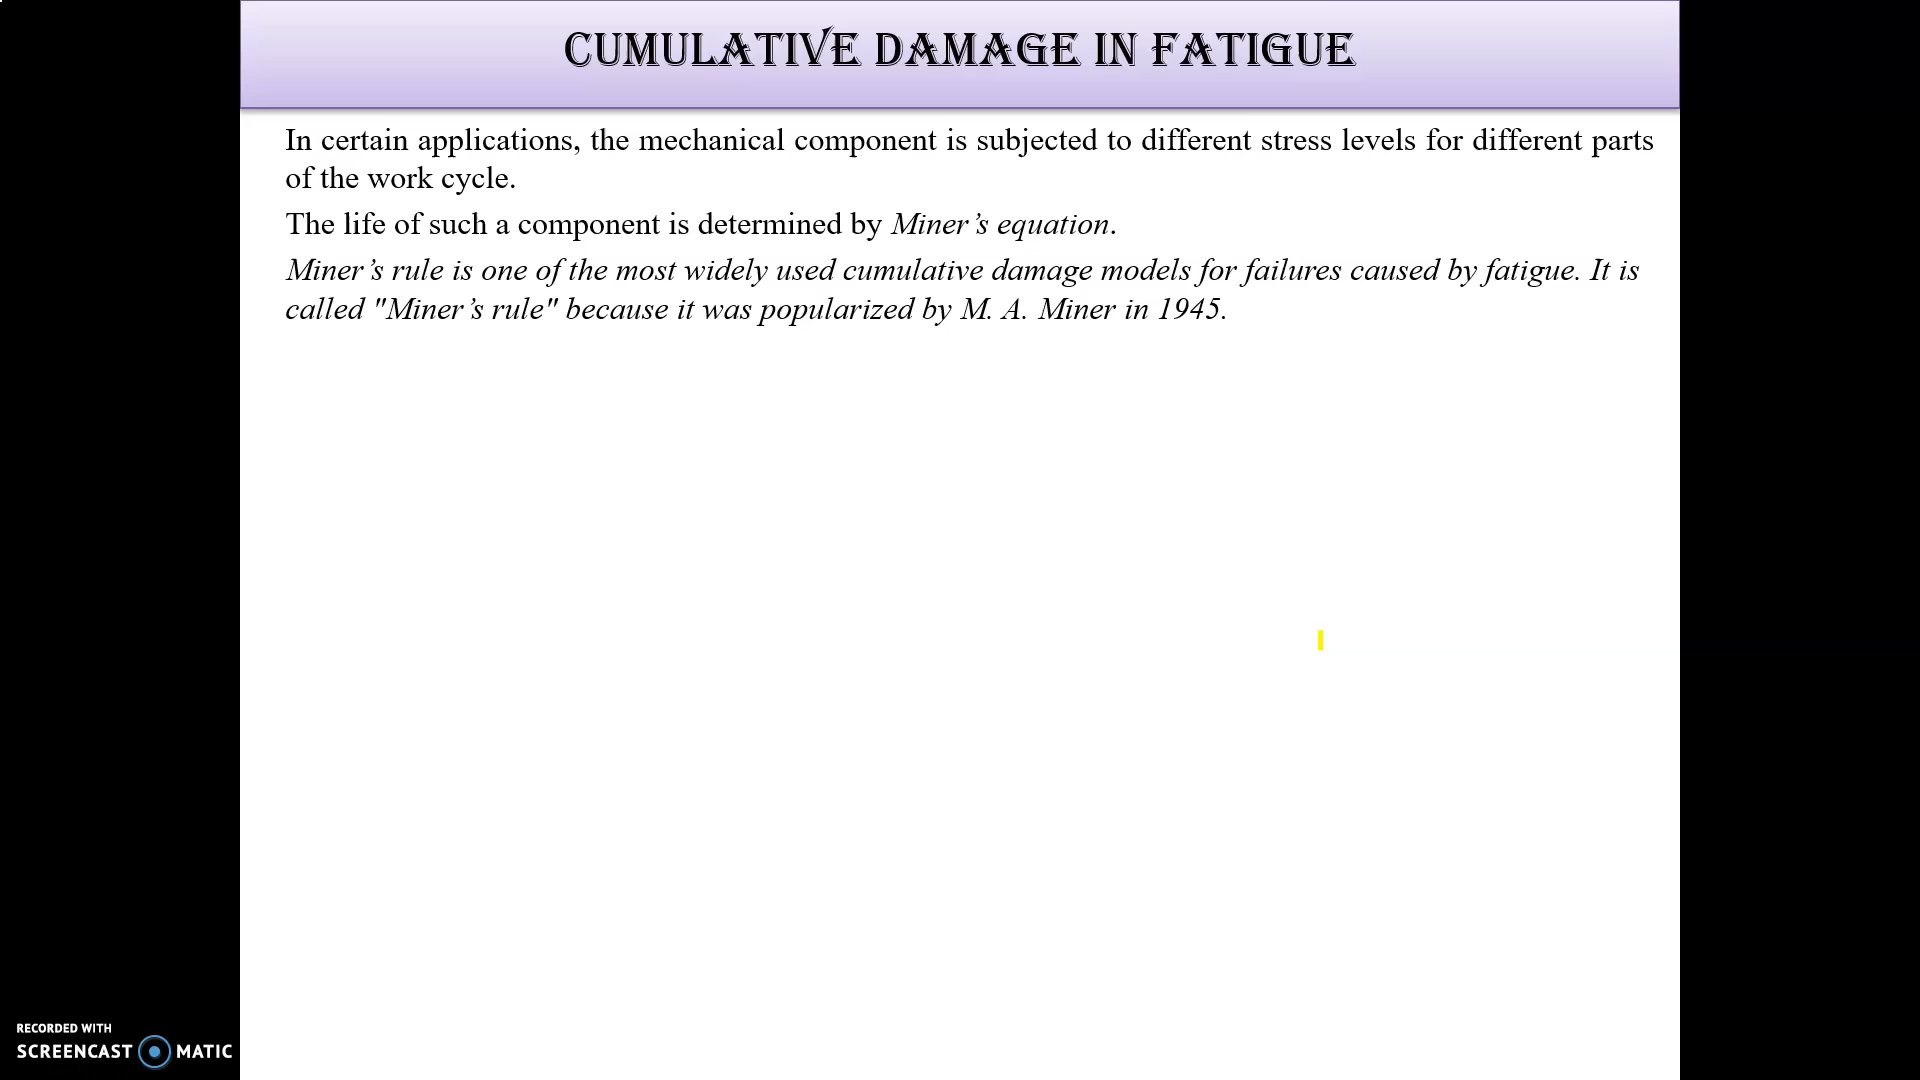 CUMULATIVE DAMAGE IN FATIGUE
In certain applications, the mechanical component is subjected to different stress levels for different parts
of the work cycle.
The life of such a component is determined by Miner’s equation.
Miner’s rule is one of the most widely used cumulative damage models for failures caused by fatigue. It is
called "Miner’s rule" because it was popularized by M. A. Miner in 1945.
RECORDED WITH
SCREENCAST MATIC